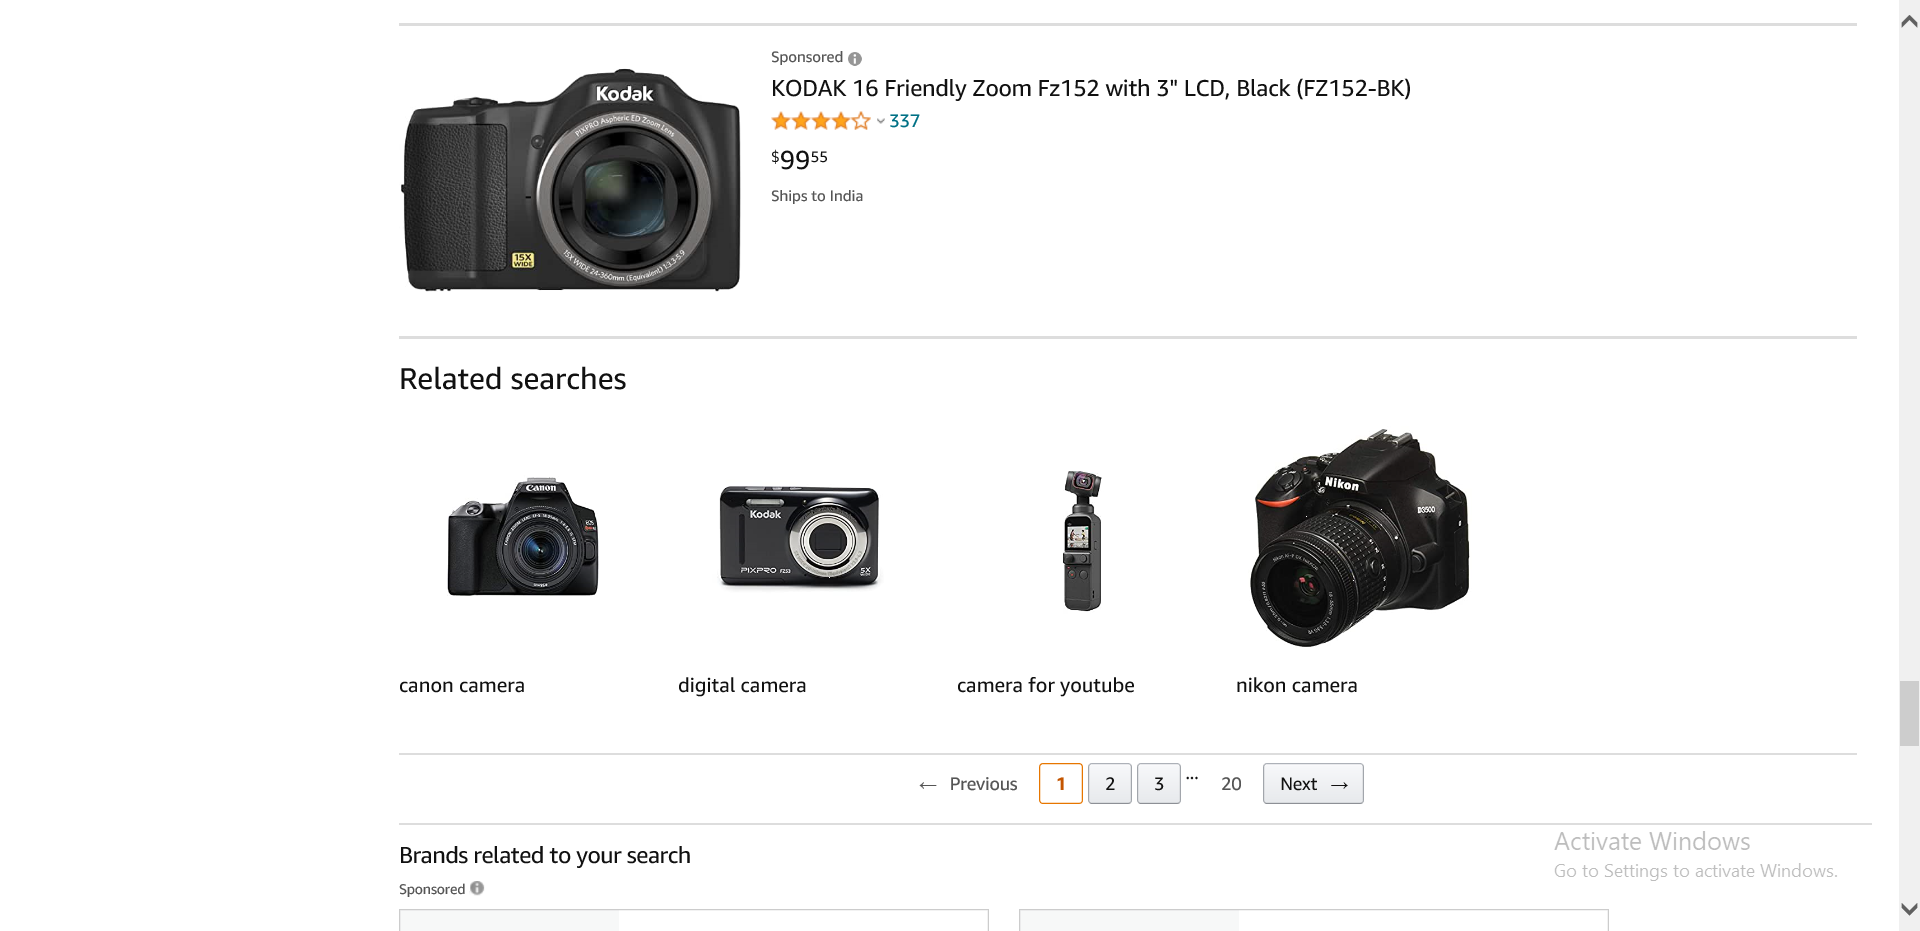 Sponsored
KODAK 16 Friendly Zoom Fz152 with 3" LCD, Black (FZ152-BK)
337
$99 55
Ships to India
Kodak
PIXPRO Aspheric ED Zoom Lens
15X
WIDE
15X WIDE 24-360mm (Equivalent) 1:3.3-5.9
Related searches
Canon
Kodak
PIXPRO FZ53
5X
Nikon
D3500
canon camera
digital camera
camera for youtube
nikon camera
← Previous 1 2 3 ... 20 Next →
Brands related to your search
Sponsored
Activate Windows
Go to Settings to activate Windows.